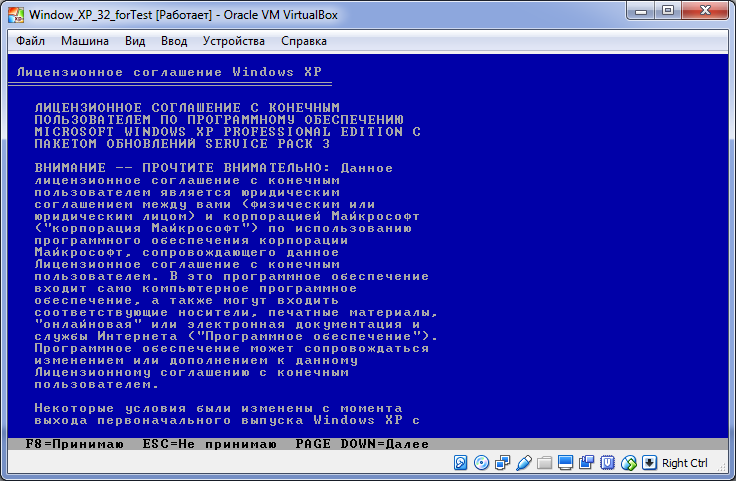 Window_XP_32_forTest [Работает] - Oracle VM VirtualBox
Файл Машина Вид Ввод Устройства Справка
Лицензионное соглашение Windows XP
ЛИЦЕНЗИОННОЕ СОГЛАШЕНИЕ С КОНЕЧНЫМ
ПОЛЬЗОВАТЕЛЕМ ПО ПРОГРАММНОМУ ОБЕСПЕЧЕНИЮ
MICROSOFT WINDOWS XP PROFESSIONAL EDITION С
ПАКЕТОМ ОБНОВЛЕНИЙ SERVICE PACK 3
ВНИМАНИЕ -- ПРОЧТИТЕ ВНИМАТЕЛЬНО: Данное
лицензионное соглашение с конечным
пользователем является юридическим
соглашением между вами (физическим или
юридическим лицом) и корпорацией Майкрософт
("корпорация Майкрософт") по использованию
программного обеспечения корпорации
Майкрософт, сопровождающего данное
Лицензионное соглашение с конечным
пользователем. В это программное обеспечение
входит само компьютерное программное
обеспечение, а также могут входить
соответствующие носители, печатные материалы,
"онлайновая" или электронная документация и
службы Интернета ("Программное обеспечение").
Программное обеспечение может сопровождаться
изменением или дополнением к данному
Лицензионному соглашению с конечным
пользователем.
Некоторые условия были изменены с момента
выхода первоначального выпуска Windows XP с
F8=Принимаю ESC=Не принимаю PAGE DOWN=Далее
Right Ctrl